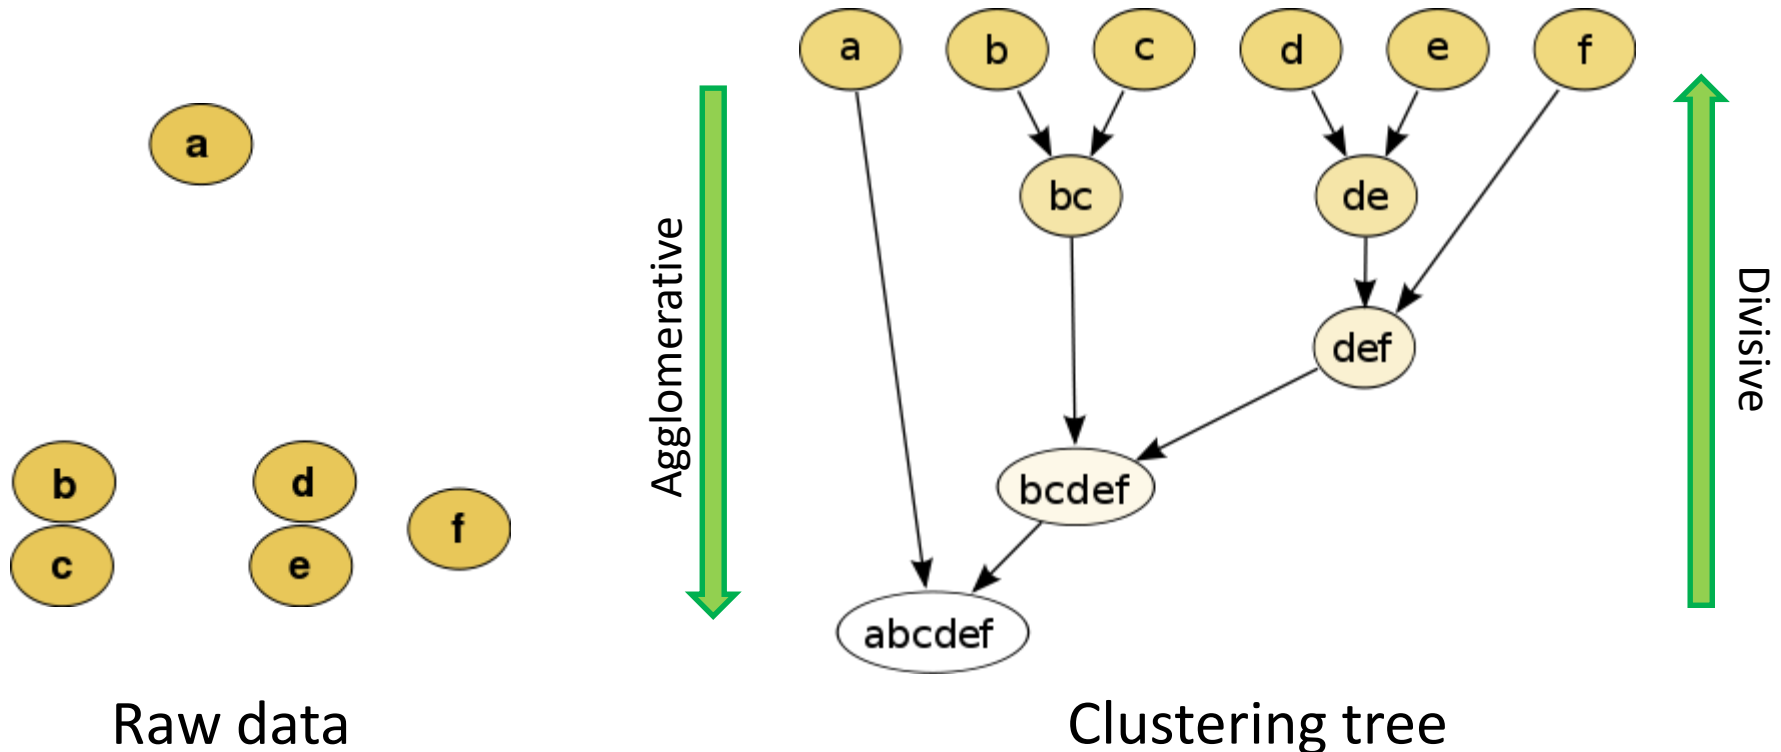 a
b
d
f
c
e
Raw data
Agglomerative
a b c d e f
bc de
def
bcdef
abcdef
Divisive
Clustering tree